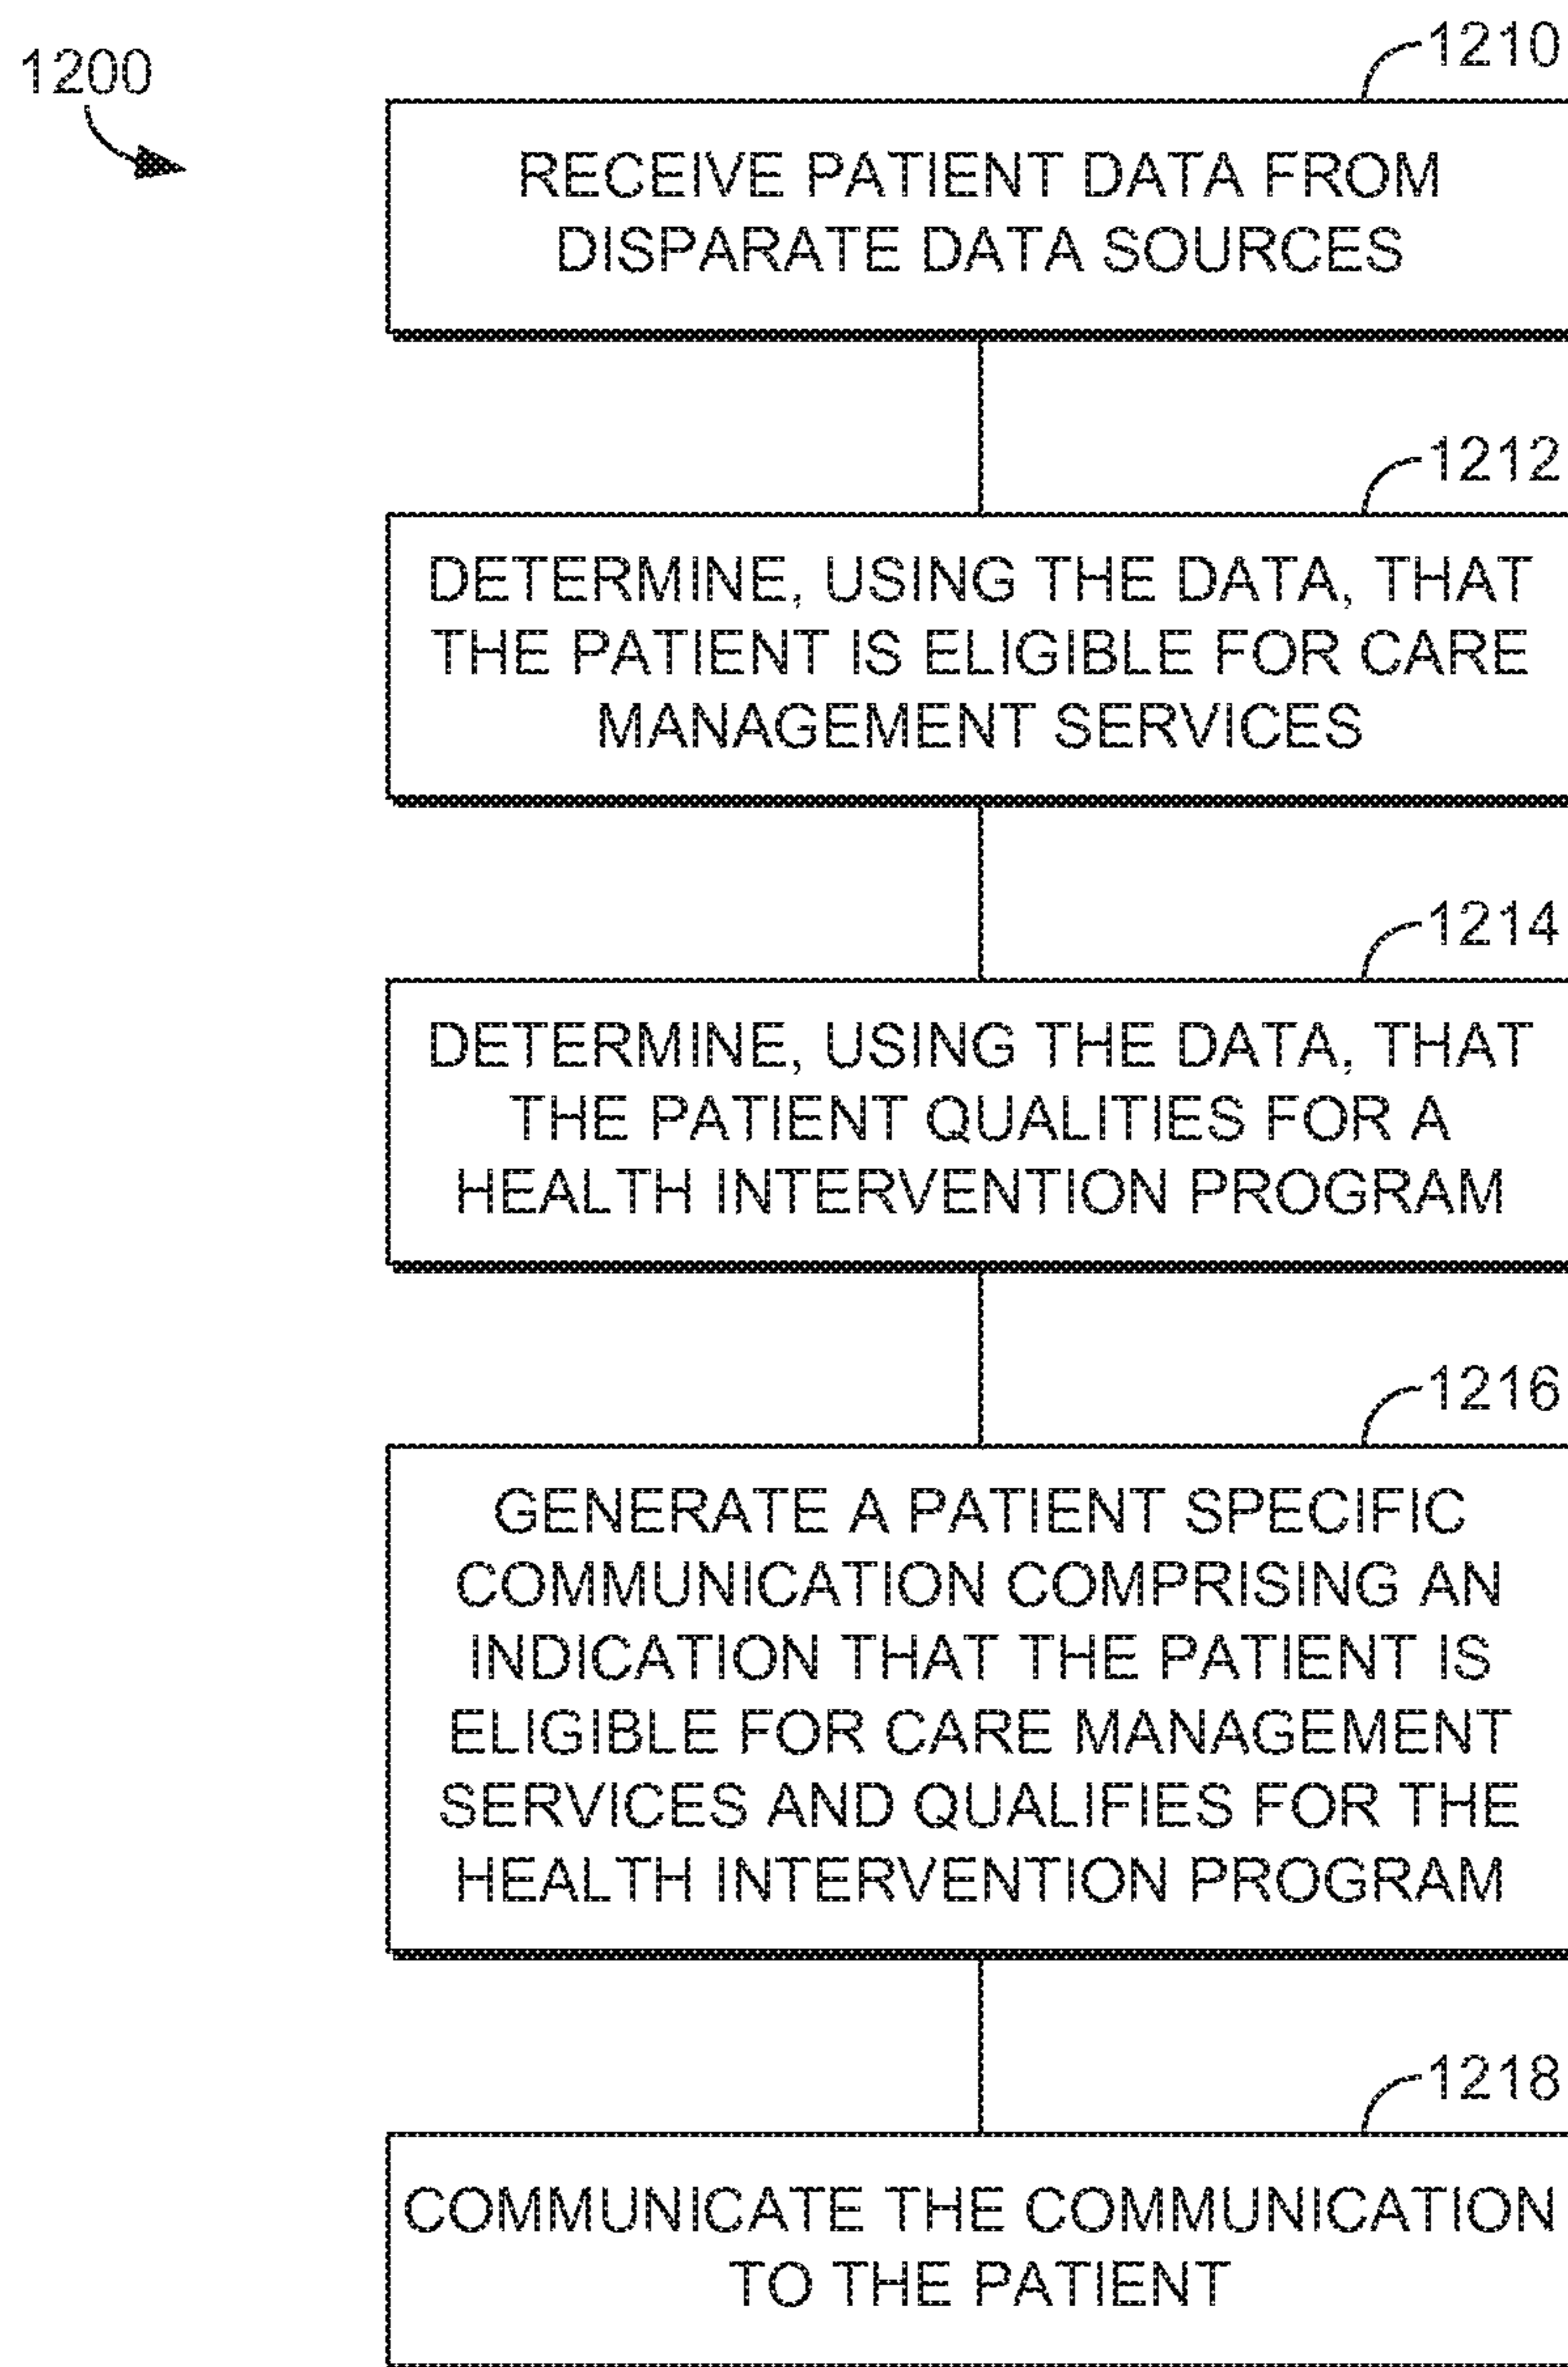 1200
1210
RECEIVE PATIENT DATA FROM
DISPARATE DATA SOURCES
1212
DETERMINE, USING THE DATA, THAT
THE PATIENT IS ELIGIBLE FOR CARE
MANAGEMENT SERVICES
1214
DETERMINE, USING THE DATA, THAT
THE PATIENT QUALITIES FOR A
HEALTH INTERVENTION PROGRAM
1216
GENERATE A PATIENT SPECIFIC
COMMUNICATION COMPRISING AN
INDICATION THAT THE PATIENT IS
ELIGIBLE FOR CARE MANAGEMENT
SERVICES AND QUALIFIES FOR THE
HEALTH INTERVENTION PROGRAM
1218
COMMUNICATE THE COMMUNICATION
TO THE PATIENT